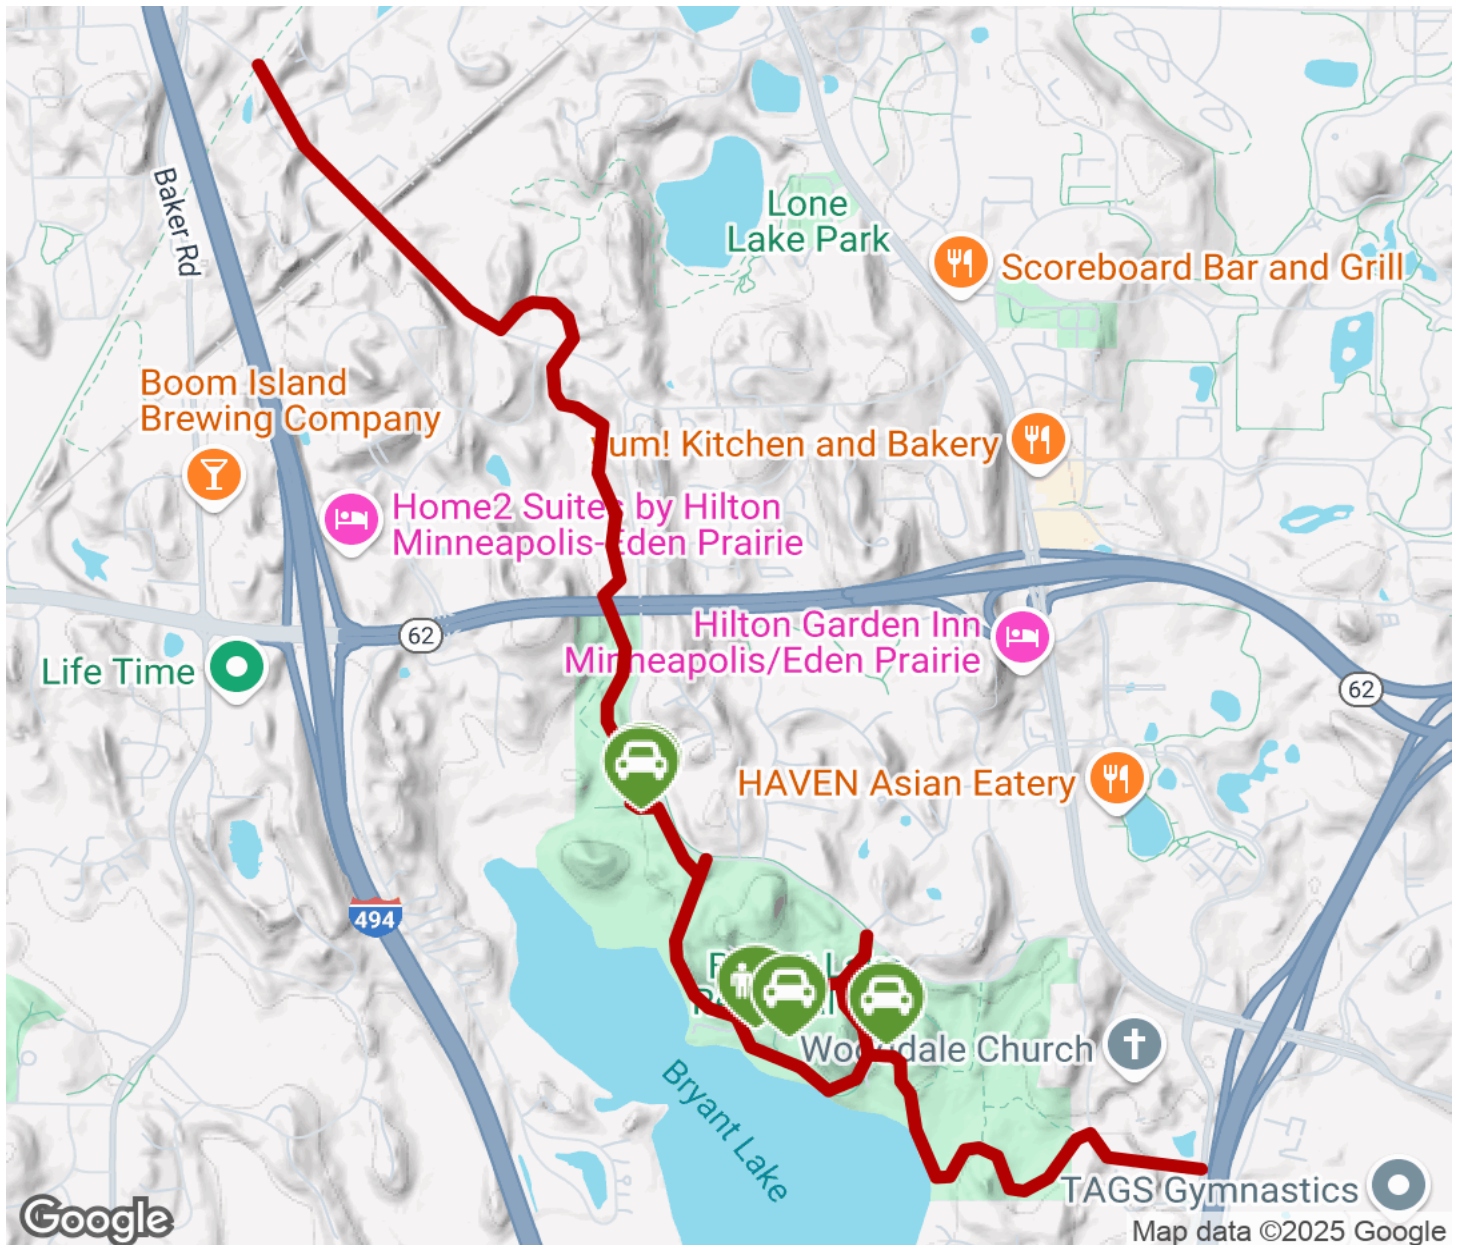 Baker Rd
Lone
Lake Park
Scoreboard Bar and Grill
Boom Island
Brewing Company
yum! Kitchen and Bakery
Home2 Suites by Hilton
Minneapolis-Eden Prairie
62
Hilton Garden Inn
Minneapolis/Eden Prairie
Life Time
62
HAVEN Asian Eatery
494
Woodale Church
Bryant Lake
TAGS Gymnastics
Google
Map data ©2025 Google